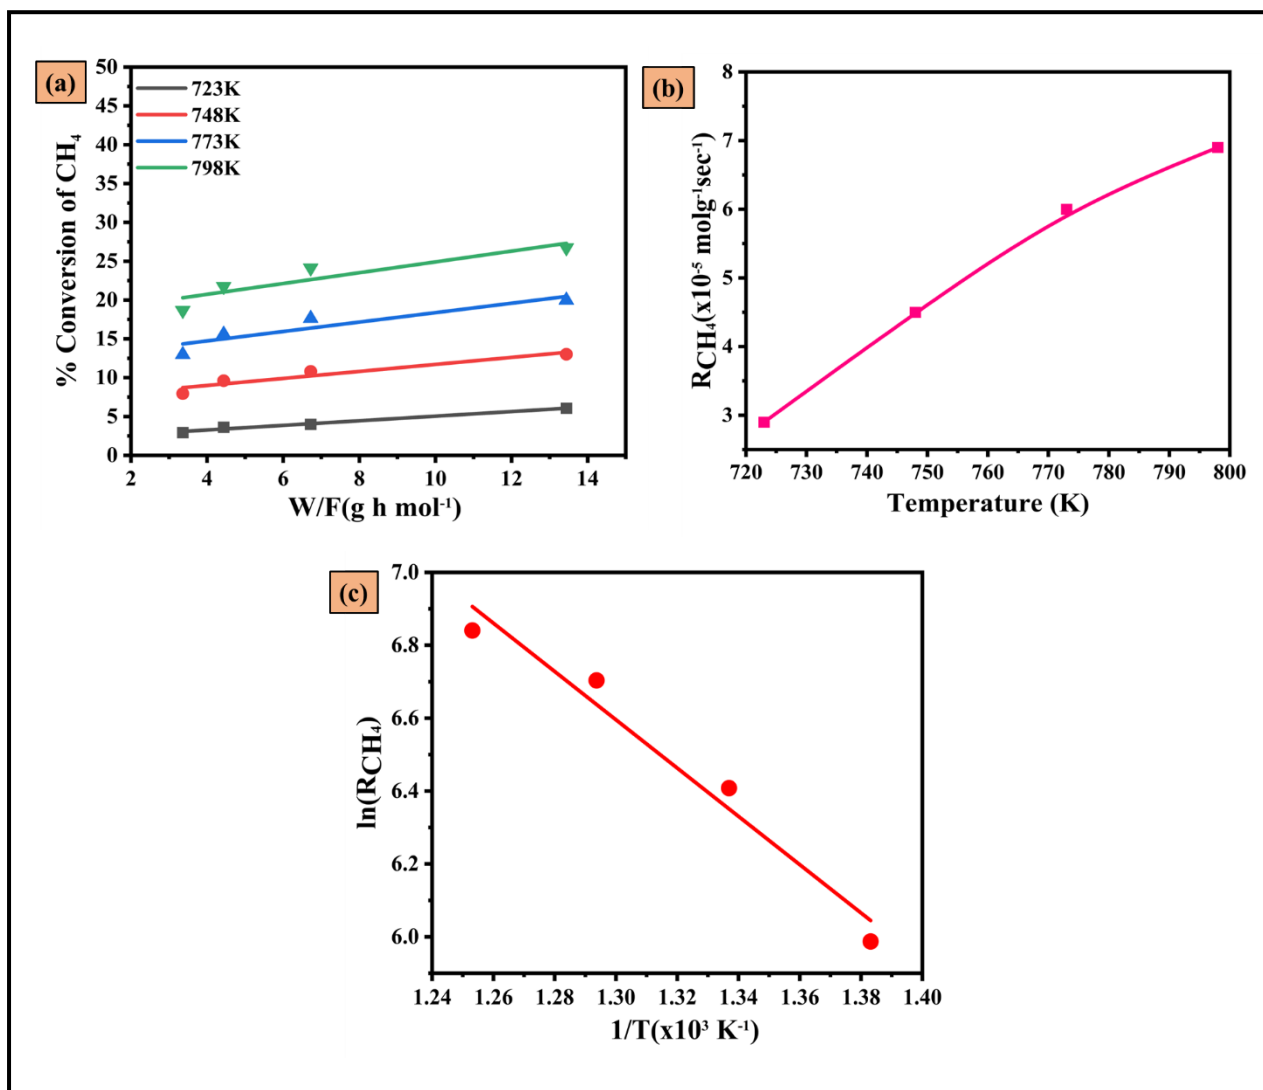 (a)
50
45
40
35
30
25
20
15
10
5
0
% Conversion of CH₄
723K
748K
773K
798K
2 4 6 8 10 12 14
W/F(g h mol⁻¹)
(b)
8
7
6
5
4
3
R_CH₄(x10⁻⁵ molg⁻¹sec⁻¹)
720 730 740 750 760 770 780 790 800
Temperature (K)
(c)
7.0
6.8
6.6
6.4
6.2
6.0
ln(R_CH₄)
1.24 1.26 1.28 1.30 1.32 1.34 1.36 1.38 1.40
1/T(x10³ K⁻¹)